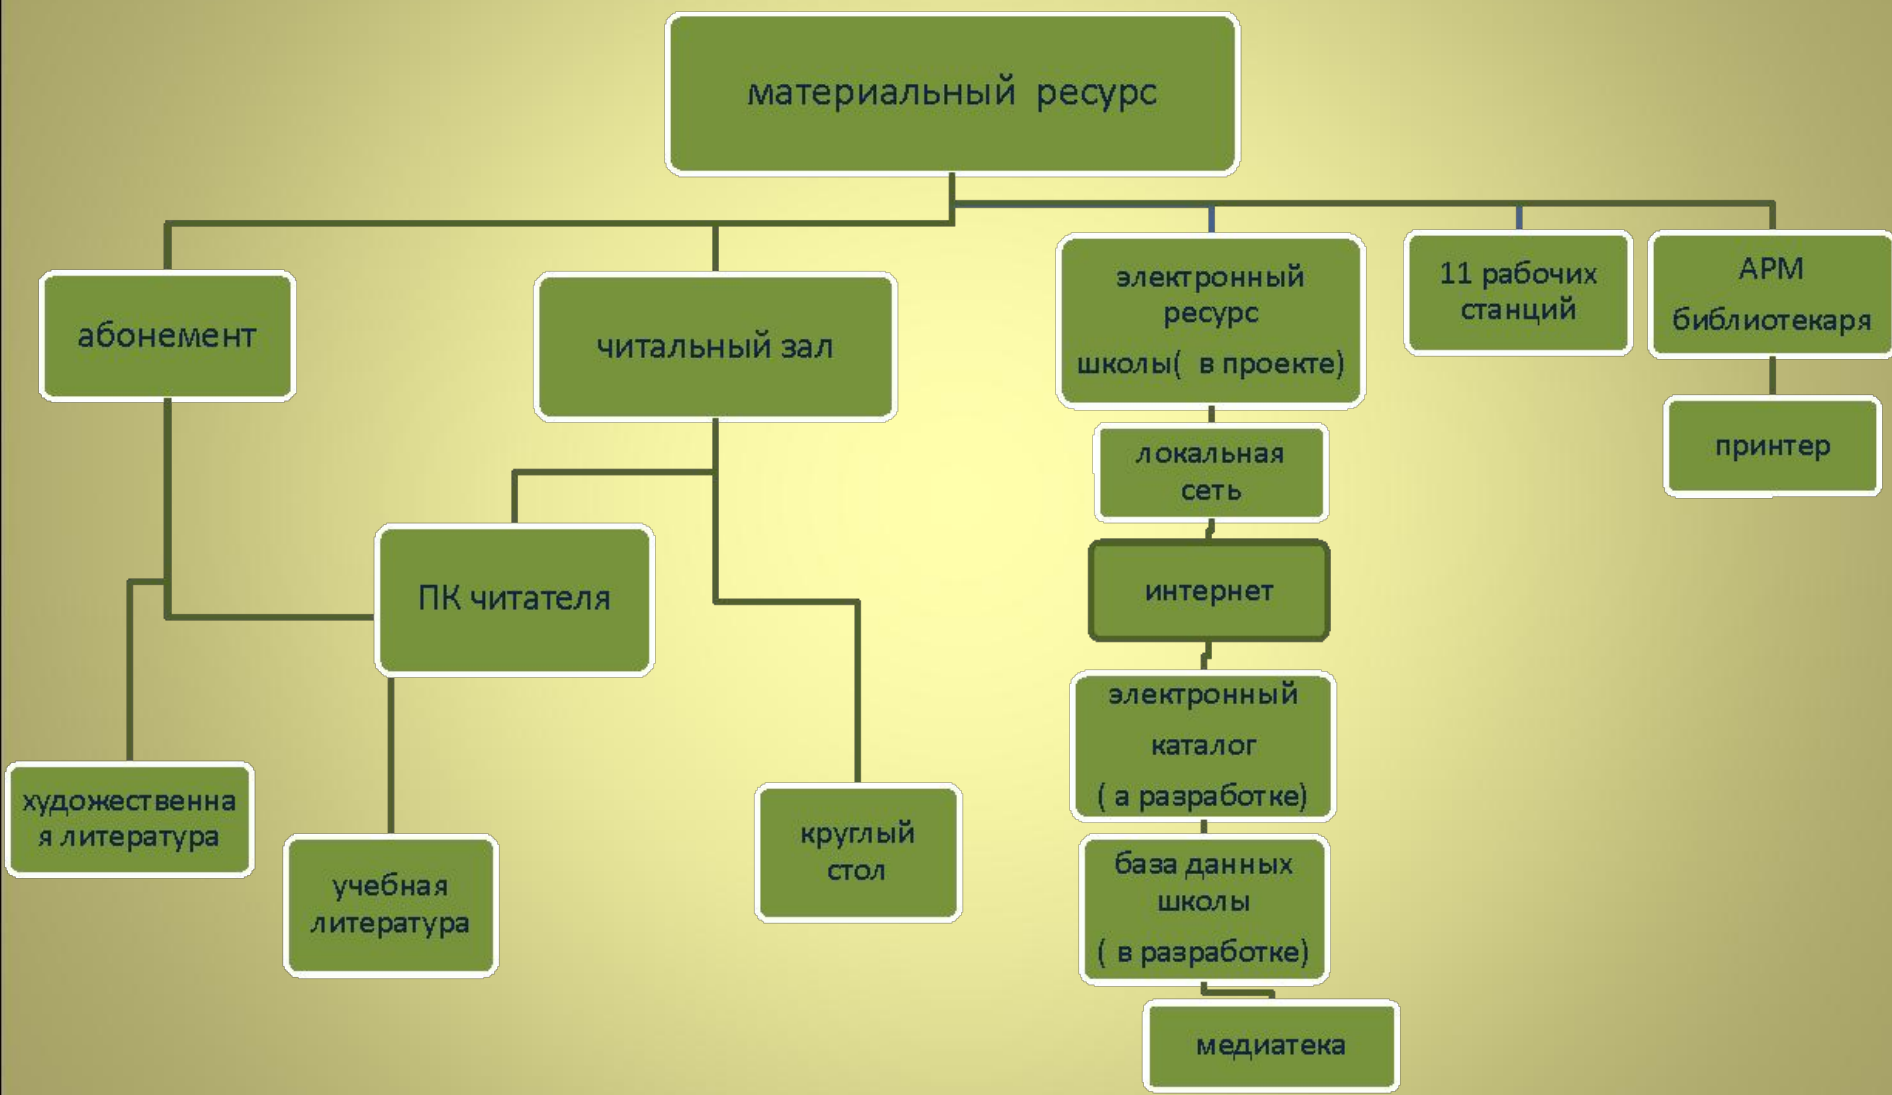 материальный ресурс
абонемент
читальный зал
электронный
ресурс
школы( в проекте)
11 рабочих
станций
АРМ
библиотекаря
принтер
локальная
сеть
ПК читателя
интернет
электронный
каталог
( а разработке)
художественна
я литература
учебная
литература
круглый
стол
база данных
школы
( в разработке)
медиатека